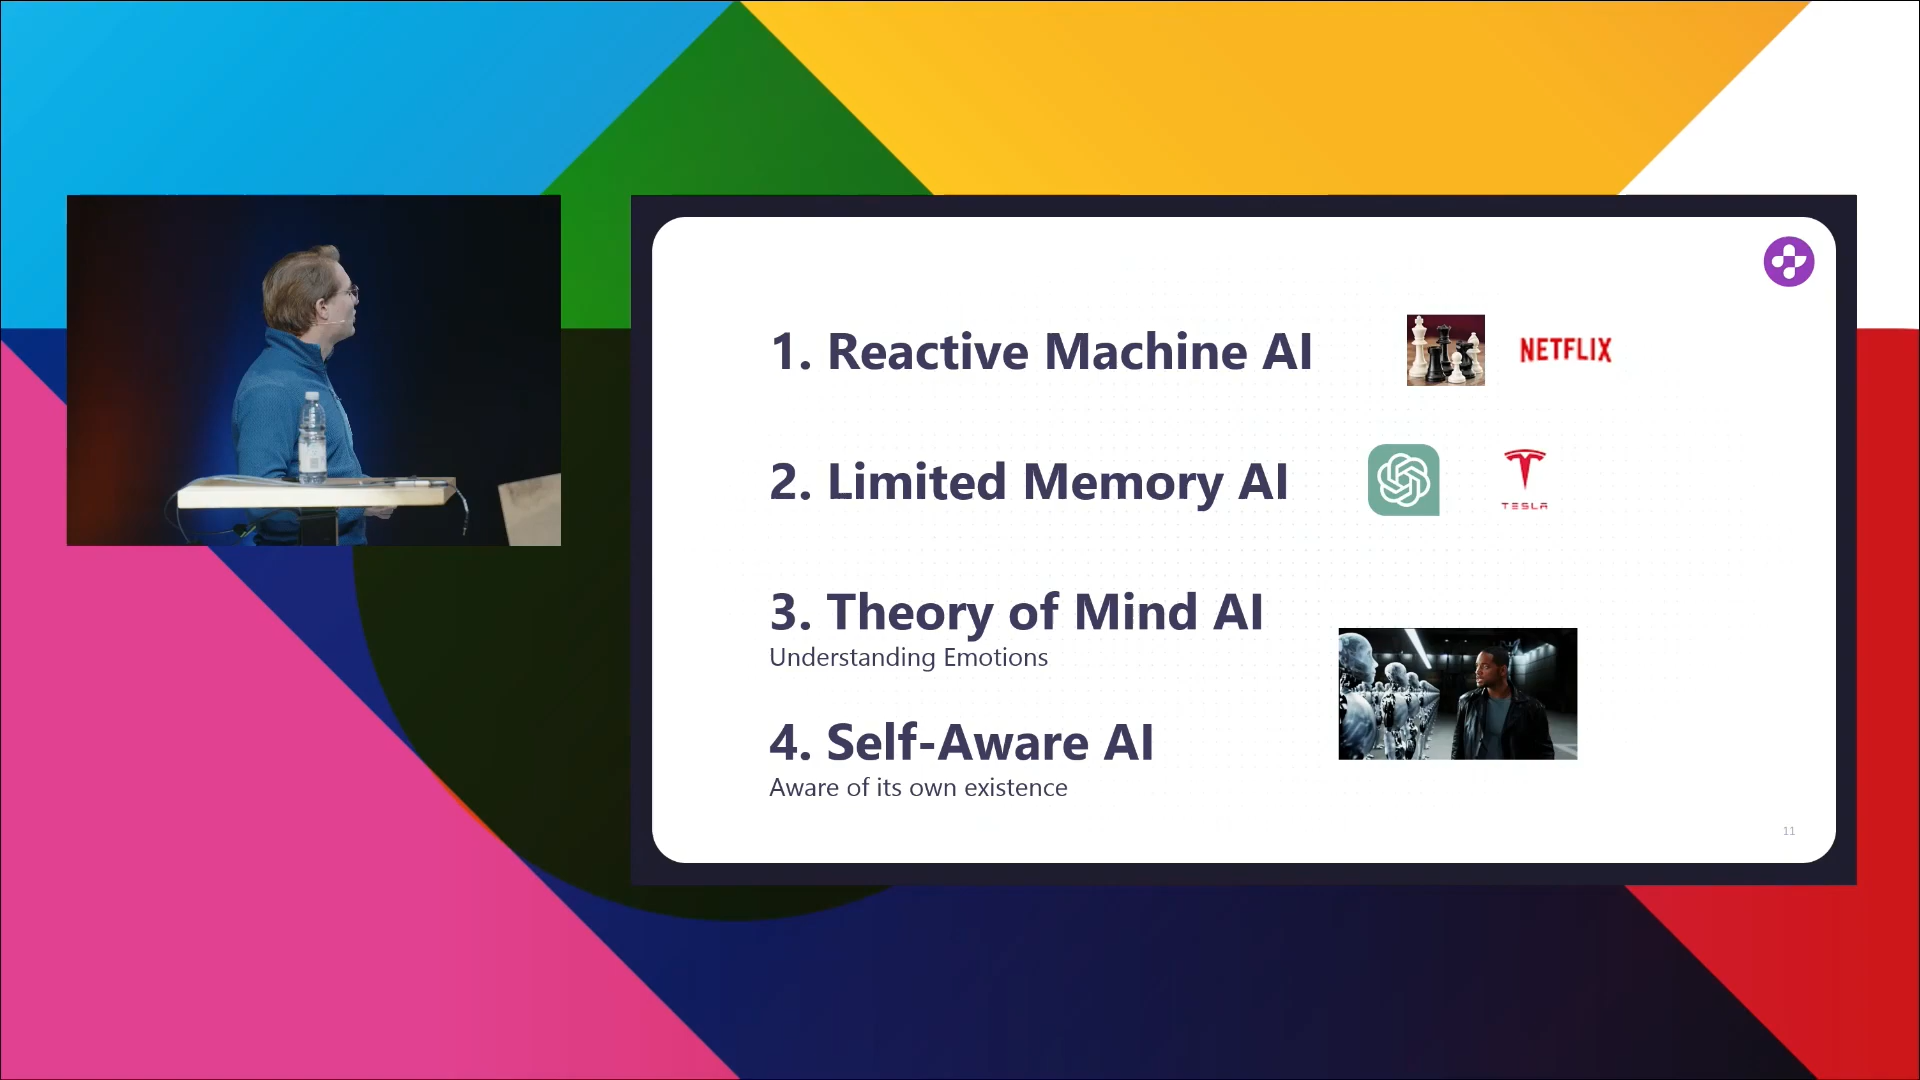 1. Reactive Machine AI
NETFLIX
2. Limited Memory AI
TESLA
3. Theory of Mind AI
Understanding Emotions
4. Self-Aware AI
Aware of its own existence
11